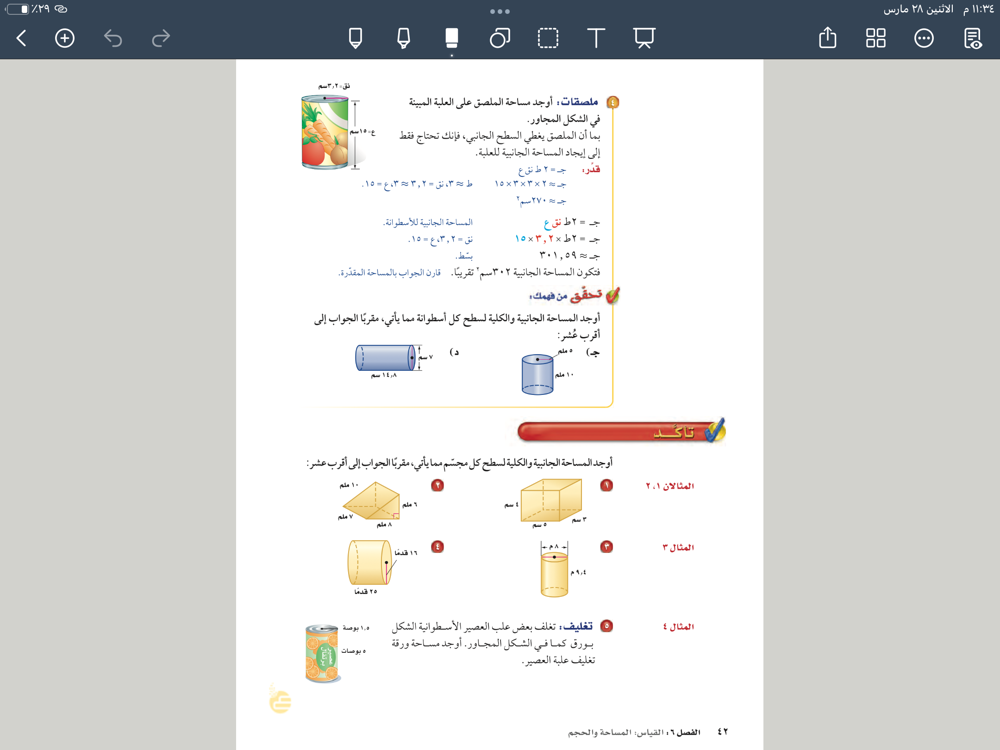 ١١:٣٤ م الاثنين ٢٨ مارس
٪٢٩
نق=٣,٢سم
ع=١٥سم
٤ ملصقات: أوجد مساحة الملصق على العلبة المبينة
في الشكل المجاور.
بما أن الملصق يغطي السطح الجانبي، فإنك تحتاج فقط
إلى إيجاد المساحة الجانبية للعلبة.
قدِّر: جـ = ٢ ط نق ع
جـ ≈ ٢ × ٣ × ٣ × ١٥ ط ≈ ٣، نق = ٣,٢ ≈ ٣، ع = ١٥.
جـ ≈ ٢٧٠سم٢
جـ = ٢ط نق ع المساحة الجانبية للأسطوانة.
جـ = ٢ط × ٣,٢ × ١٥ نق = ٣,٢، ع = ١٥.
جـ ≈ ٣٠١,٥٩ بسّط.
فتكون المساحة الجانبية ٣٠٢سم٢ تقريبًا. قارن الجواب بالمساحة المقدّرة.
تحقَّق من فهمك:
أوجد المساحة الجانبية والكلية لسطح كل أسطوانة مما يأتي، مقربًا الجواب إلى
أقرب عُشر:
جـ)
٥ ملم
١٠ ملم
د)
٧ سم
١٤,٨ سم
تأكَّـد
أوجد المساحة الجانبية والكلية لسطح كل مجسّم مما يأتي، مقربًا الجواب إلى أقرب عشر:
المثالان ١، ٢
١
٤ سم
٣ سم
٥ سم
٢
١٠ ملم
٦ ملم
٧ ملم
٨ ملم
المثال ٣
٣
٨ م
٩,٤ م
٤
١٦ قدمًا
٢٥ قدمًا
المثال ٤
٥ تغليف: تغلف بعض علب العصير الأسطوانية الشكل
بورق كما في الشكل المجاور. أوجد مساحة ورقة
تغليف علبة العصير.
١,٥ بوصة
٥ بوصات
عصير
برتقال
٤٢ الفصل ٦: القياس: المساحة والحجم